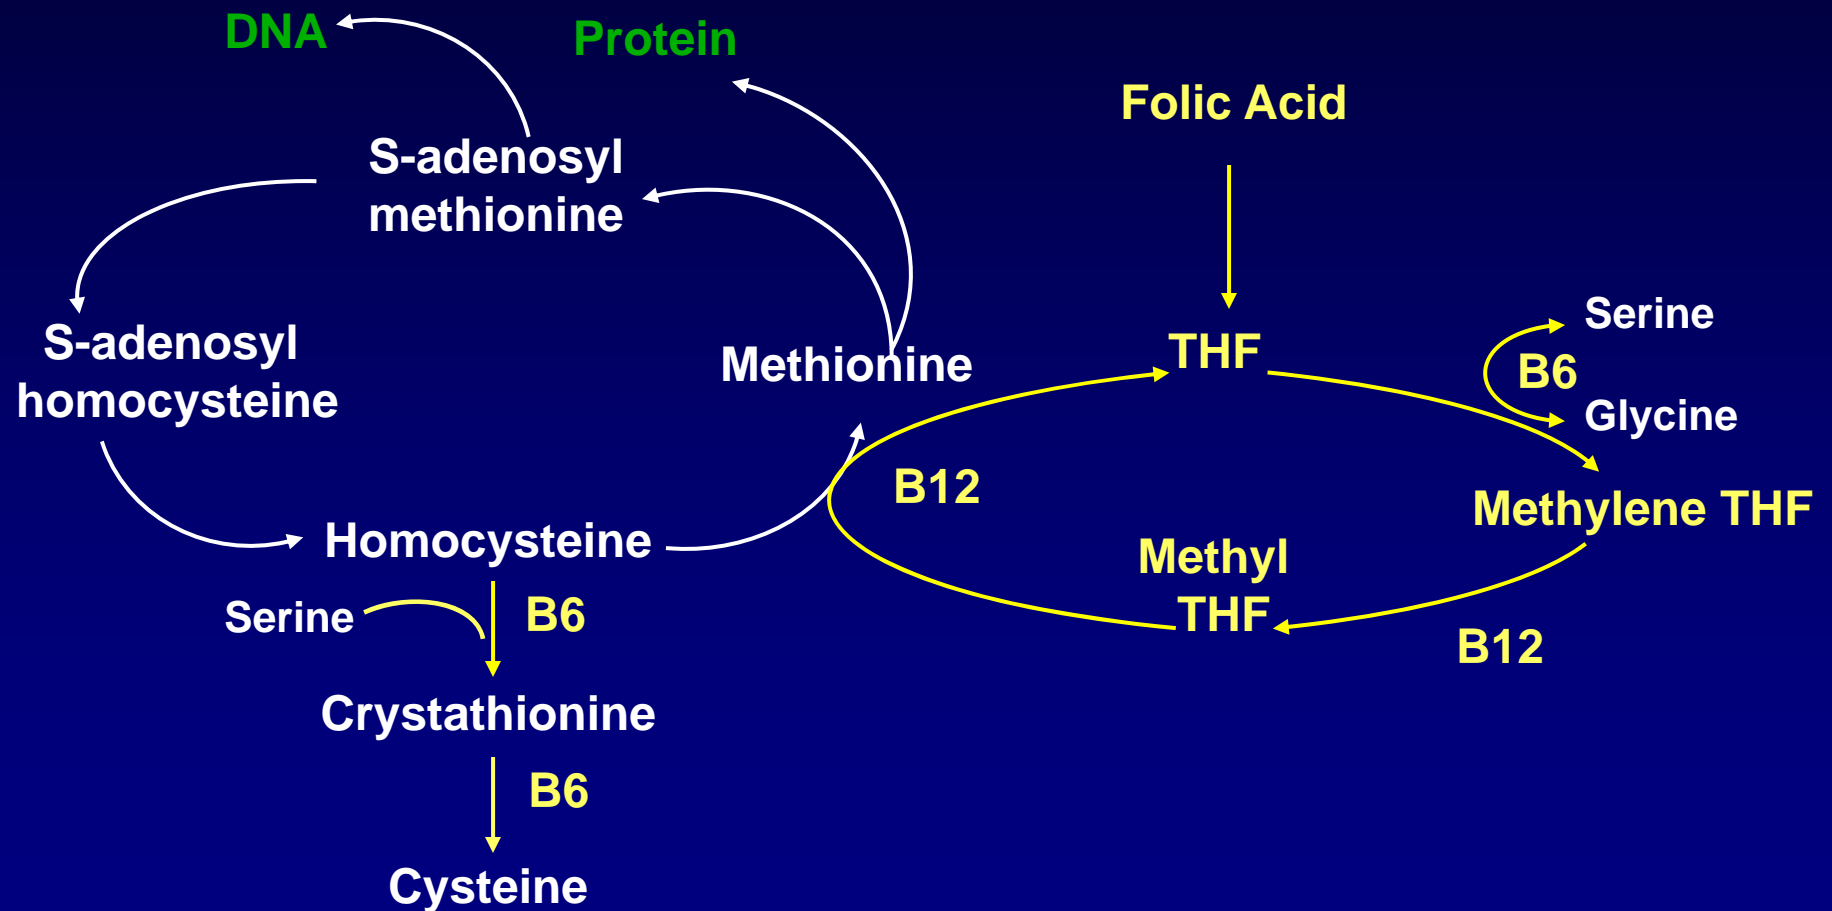 DNA
Protein
Folic Acid
S-adenosyl
methionine
S-adenosyl
homocysteine
Methionine
THF
Serine
B6
Glycine
B12
Methylene THF
Homocysteine
Methyl
THF
Serine
B6
B12
Crystathionine
B6
Cysteine